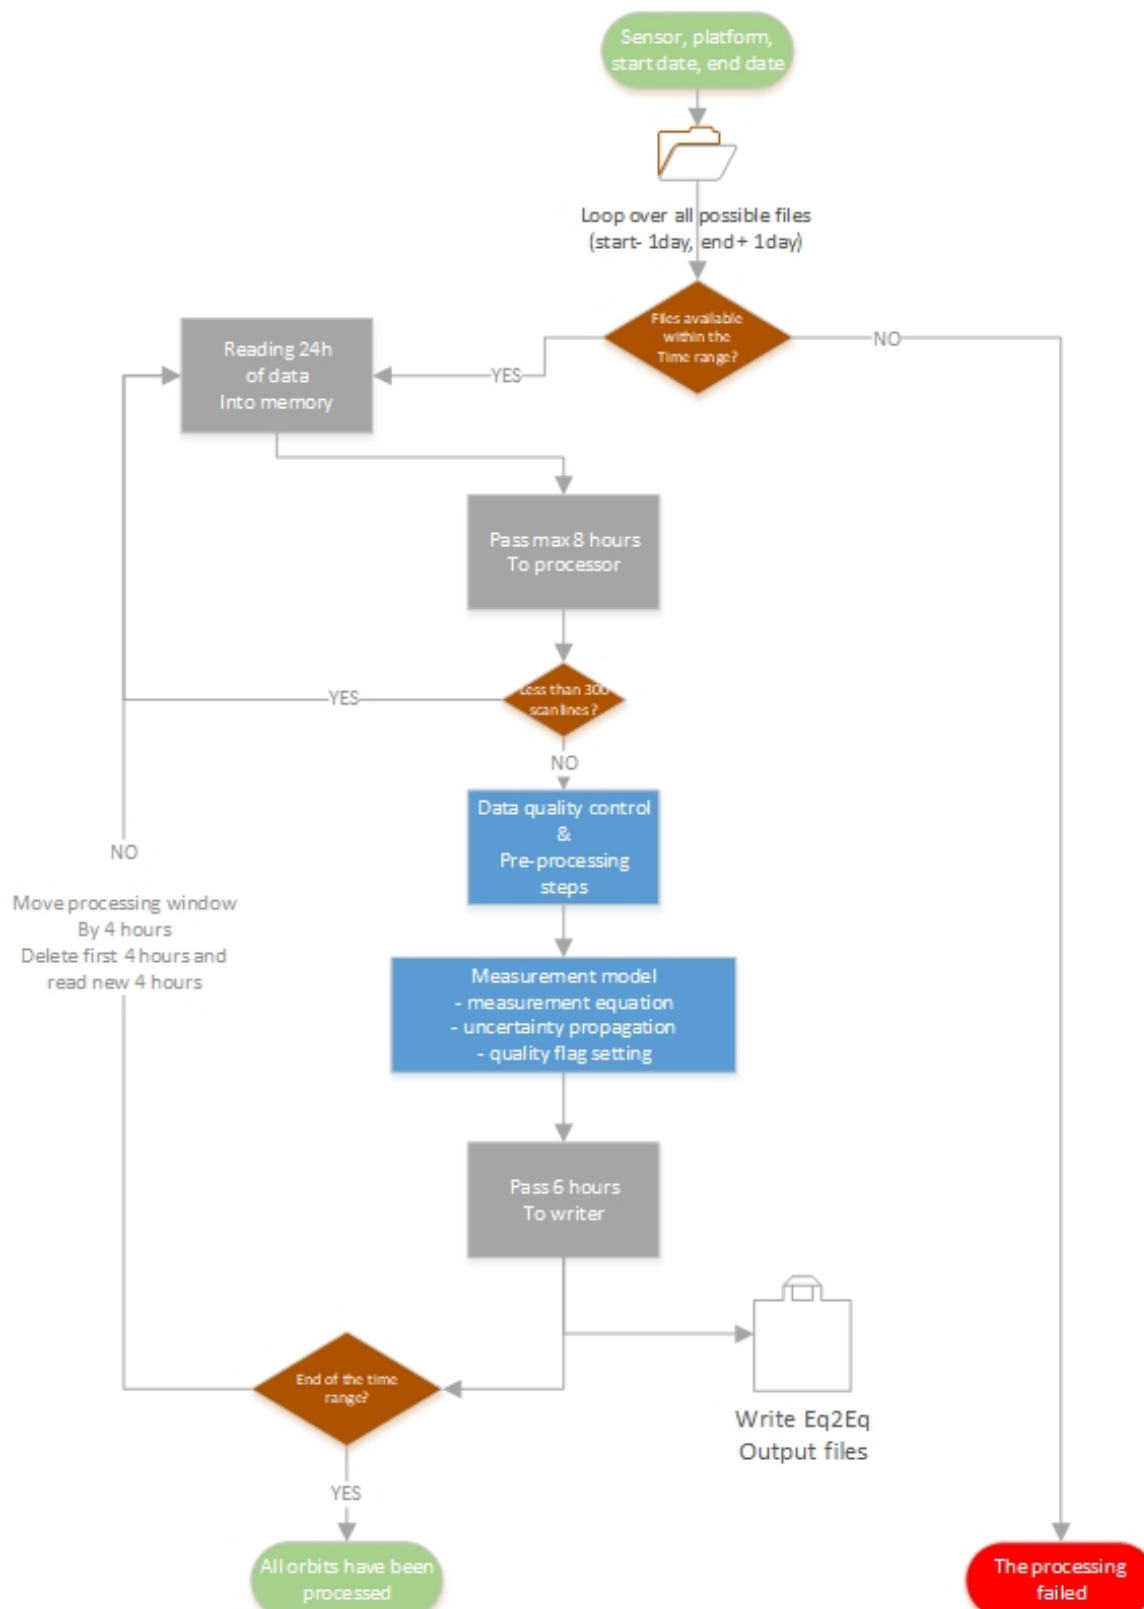 Sensor, platform,
start date, end date
Loop over all possible files
(start- 1day, end + 1day)
Files available
within the
Time range?
NO
YES
Reading 24h
of data
Into memory
Pass max 8 hours
To processor
Less than 300
scanlines?
YES
NO
Data quality control
&
Pre-processing
steps
NO
Move processing window
By 4 hours
Delete first 4 hours and
read new 4 hours
Measurement model
- measurement equation
- uncertainty propagation
- quality flag setting
Pass 6 hours
To writer
End of the time
range?
Write Eq2Eq
Output files
YES
All orbits have been
processed
The processing
failed